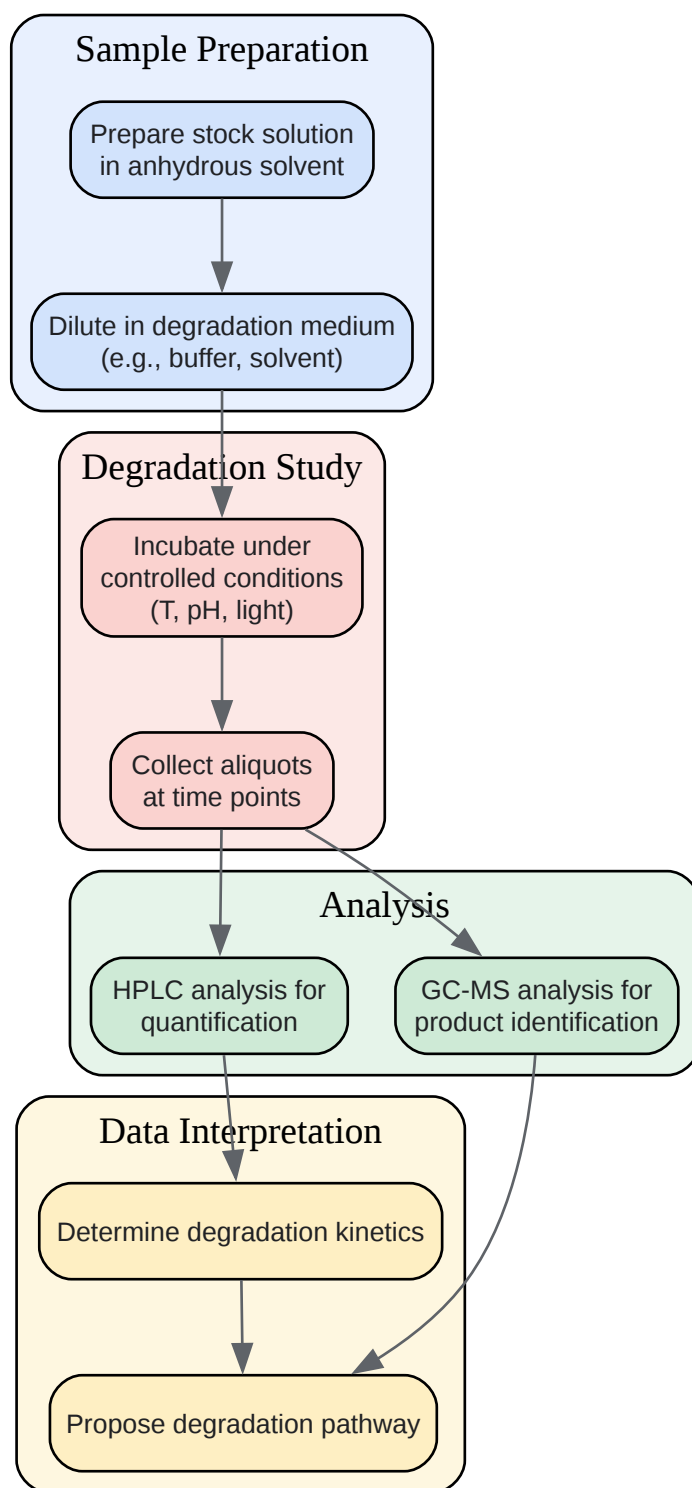 Sample Preparation
Prepare stock solution
in anhydrous solvent
Dilute in degradation medium
(e.g., buffer, solvent)
Degradation Study
Incubate under
controlled conditions
(T, pH, light)
Collect aliquots
at time points
Analysis
HPLC analysis for
quantification
GC-MS analysis for
product identification
Data Interpretation
Determine degradation kinetics
Propose degradation pathway